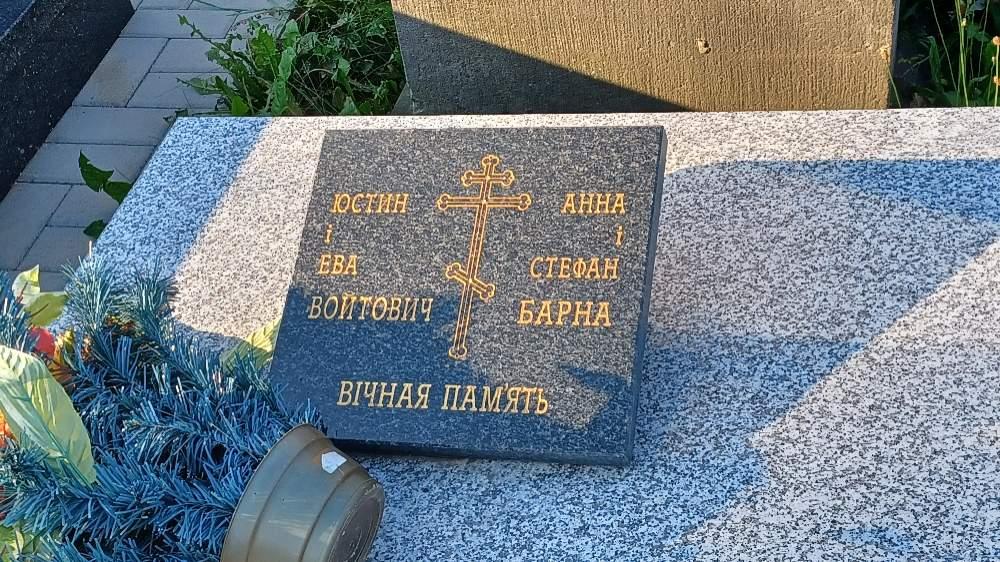 ЮСТИН
і
ЕВА
ВОЙТОВИЧ
АННА
і
СТЕФАН
БАРНА
ВІЧНАЯ ПАМ'ЯТЬ